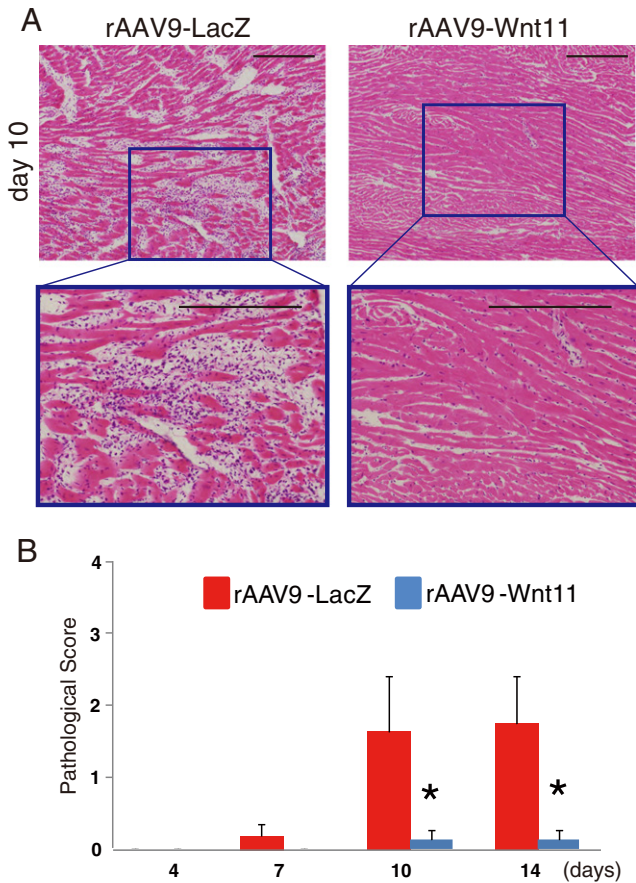 A
rAAV9-LacZ
rAAV9-Wnt11
day 10
B
rAAV9-LacZ
rAAV9-Wnt11
Pathological Score
4
3
2
1
0
*
*
4
7
10
14
(days)